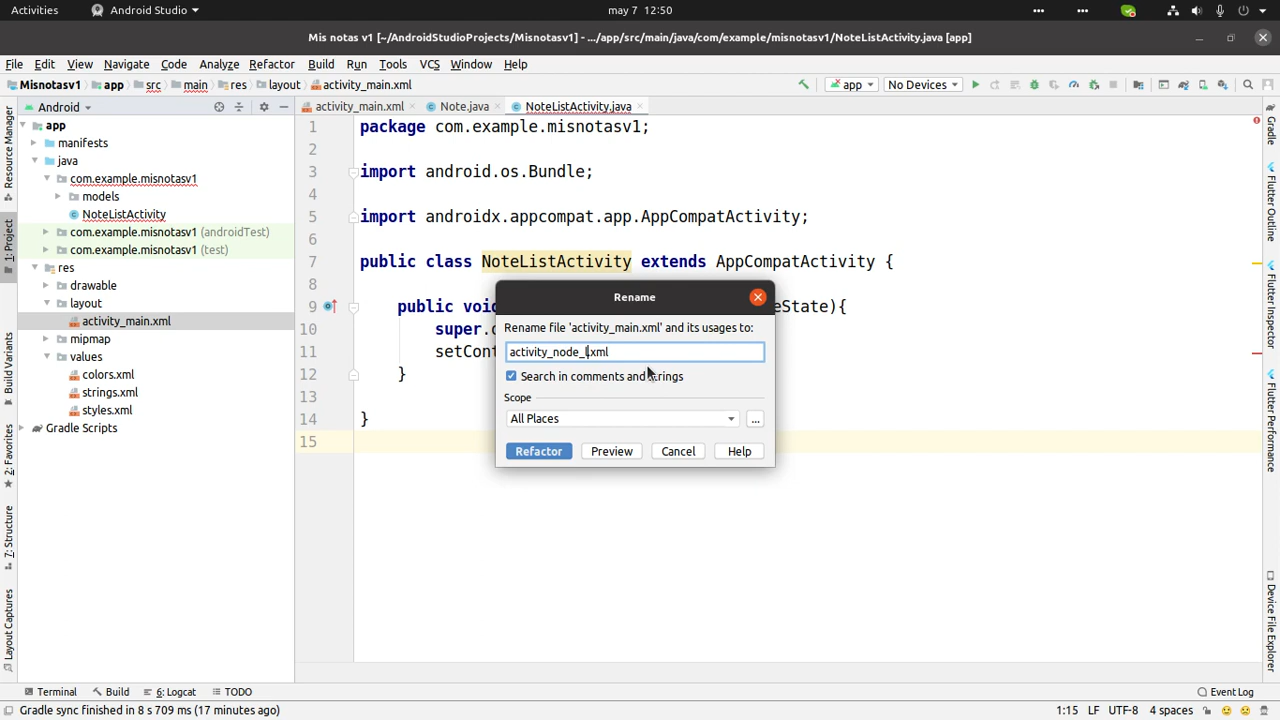 Activities
Android Studio
may 7 12:50
Mis notas v1 [~/AndroidStudioProjects/Misnotasv1] - .../app/src/main/java/com/example/misnotasv1/NoteListActivity.java [app]
File Edit View Navigate Code Analyze Refactor Build Run Tools VCS Window Help
Misnotasv1 app src main res layout activity_main.xml
app No Devices
Android
activity_main.xml Note.java NoteListActivity.java
app
manifests
java
com.example.misnotasv1
models
NoteListActivity
com.example.misnotasv1 (androidTest)
com.example.misnotasv1 (test)
res
drawable
layout
activity_main.xml
mipmap
values
colors.xml
strings.xml
styles.xml
Gradle Scripts
Resource Manager
1: Project
Build Variants
2: Favorites
7: Structure
Layout Captures
1 package com.example.misnotasv1;
2
3 import android.os.Bundle;
4
5 import androidx.appcompat.app.AppCompatActivity;
6
7 public class NoteListActivity extends AppCompatActivity {
8
9 public voi eState){
10 super.
11 setCont
12 }
13
14 }
15
Rename
Rename file 'activity_main.xml' and its usages to:
activity_node_l.xml
Search in comments and strings
Scope
All Places
...
Refactor Preview Cancel Help
Gradle
Flutter Outline
Flutter Inspector
Flutter Performance
Device File Explorer
Terminal Build 6: Logcat TODO
Event Log
Gradle sync finished in 8 s 709 ms (17 minutes ago)
1:15 LF UTF-8 4 spaces